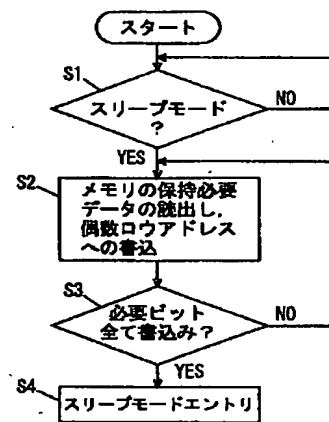 スタート
S1
スリープモード
?
NO
YES
S2
メモリの保持必要
データの読出し,
偶数ロウアドレス
への書込
S3
必要ビット
全て書込み?
NO
YES
S4
スリープモードエントリ